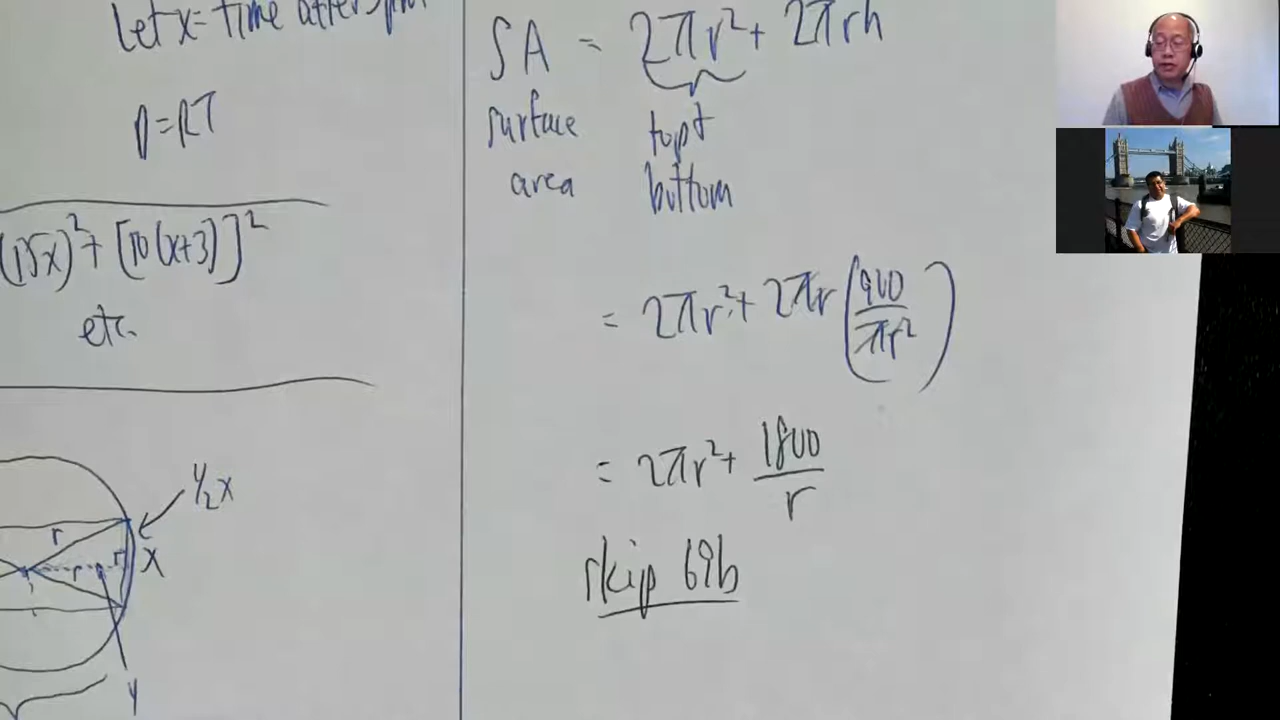 Let x = time after
D=RT
(15x)² + [10(x+3)]²
etc.
½x
r
x
r
y
SA = 2πr² + 2πrh
surface top +
area bottom
= 2πr² + 2πr (900/πr²)
= 2πr² + 1800/r
skip 69b